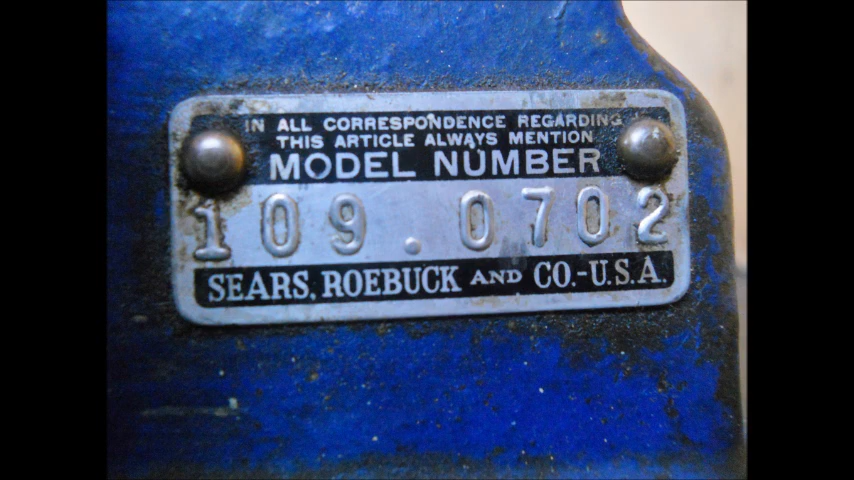 IN ALL CORRESPONDENCE REGARDING
THIS ARTICLE ALWAYS MENTION
MODEL NUMBER
109.0702
SEARS, ROEBUCK AND CO.-U.S.A.